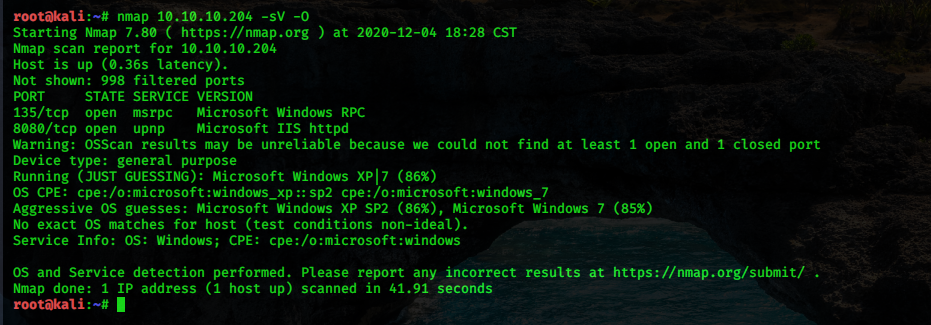 root@kali:~# nmap 10.10.10.204 -sV -O
Starting Nmap 7.80 ( https://nmap.org ) at 2020-12-04 18:28 CST
Nmap scan report for 10.10.10.204
Host is up (0.36s latency).
Not shown: 998 filtered ports
PORT     STATE SERVICE VERSION
135/tcp  open  msrpc   Microsoft Windows RPC
8080/tcp open  upnp    Microsoft IIS httpd
Warning: OSScan results may be unreliable because we could not find at least 1 open and 1 closed port
Device type: general purpose
Running (JUST GUESSING): Microsoft Windows XP|7 (86%)
OS CPE: cpe:/o:microsoft:windows_xp::sp2 cpe:/o:microsoft:windows_7
Aggressive OS guesses: Microsoft Windows XP SP2 (86%), Microsoft Windows 7 (85%)
No exact OS matches for host (test conditions non-ideal).
Service Info: OS: Windows; CPE: cpe:/o:microsoft:windows

OS and Service detection performed. Please report any incorrect results at https://nmap.org/submit/ .
Nmap done: 1 IP address (1 host up) scanned in 41.91 seconds
root@kali:~#